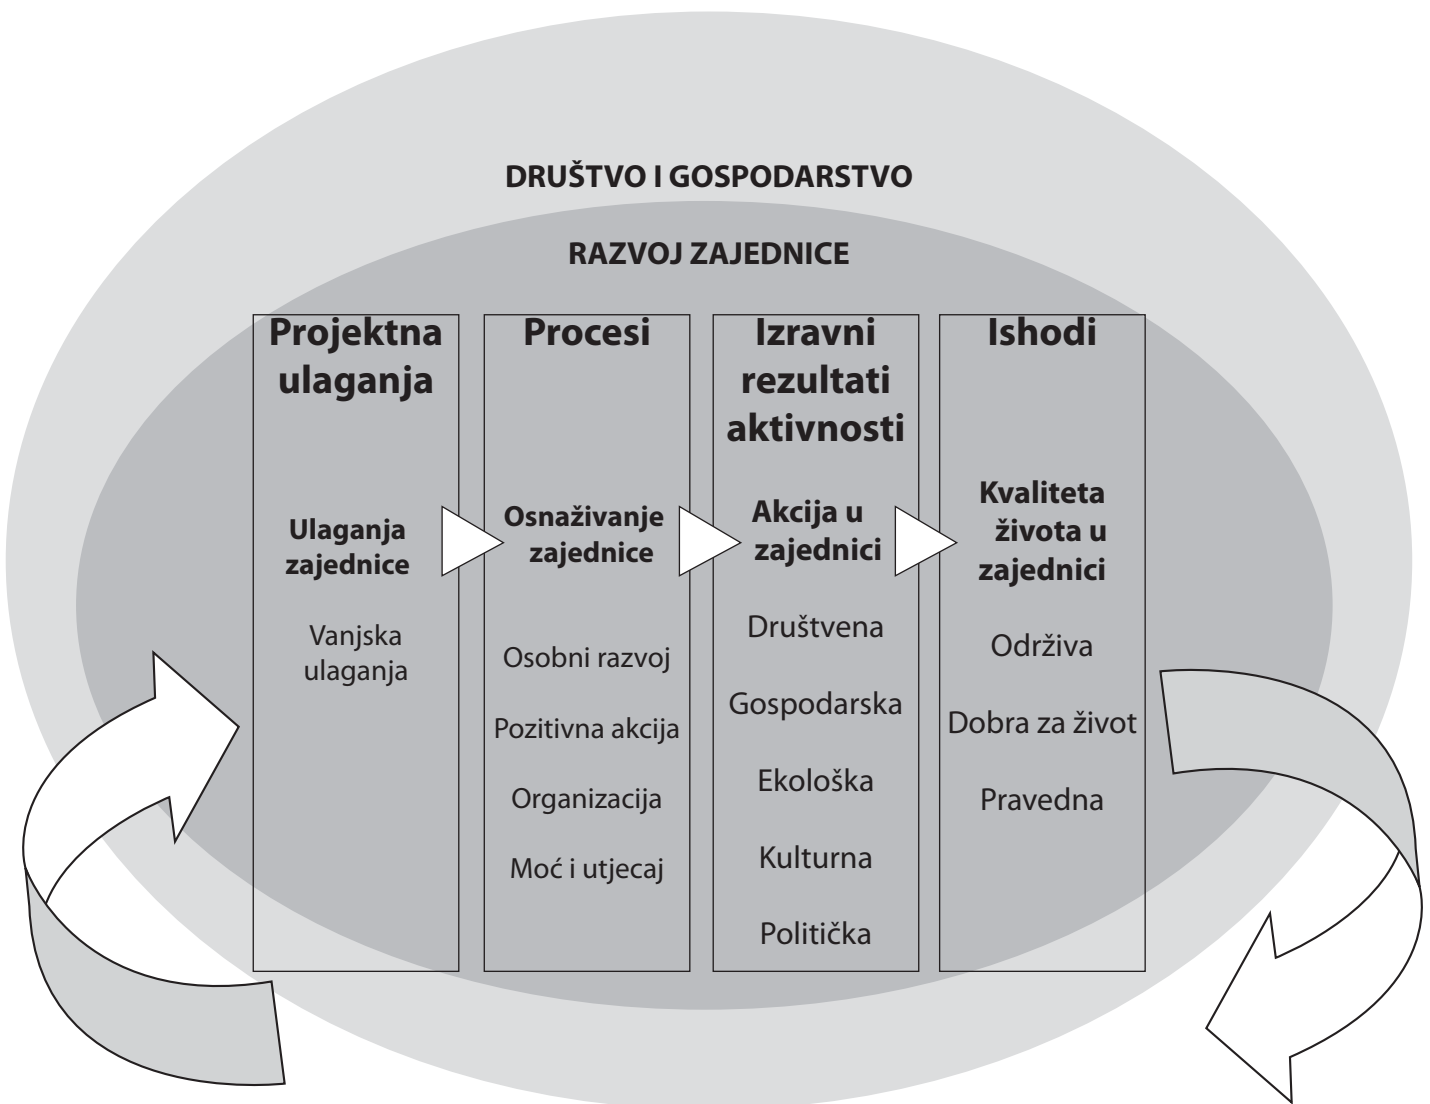 DRUŠTVO I GOSPODARSTVO
RAZVOJ ZAJEDNICE
Projektna
ulaganja
Ulaganja
zajednice
Vanjska
ulaganja
Procesi
Osnaživanje
zajednice
Osobni razvoj
Pozitivna akcija
Organizacija
Moć i utjecaj
Izravni
rezultati
aktivnosti
Akcija u
zajednici
Društvena
Gospodarska
Ekološka
Kulturna
Politička
Ishodi
Kvaliteta
života u
zajednici
Održiva
Dobra za život
Pravedna